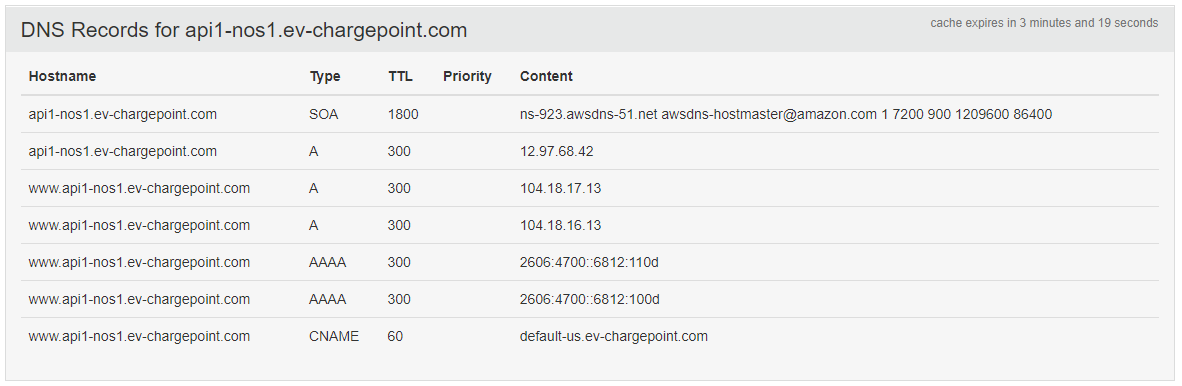 DNS Records for api1-nos1.ev-chargepoint.com
cache expires in 3 minutes and 19 seconds
Hostname Type TTL Priority Content
api1-nos1.ev-chargepoint.com SOA 1800 ns-923.awsdns-51.net awsdns-hostmaster@amazon.com 1 7200 900 1209600 86400
api1-nos1.ev-chargepoint.com A 300 12.97.68.42
www.api1-nos1.ev-chargepoint.com A 300 104.18.17.13
www.api1-nos1.ev-chargepoint.com A 300 104.18.16.13
www.api1-nos1.ev-chargepoint.com AAAA 300 2606:4700::6812:110d
www.api1-nos1.ev-chargepoint.com AAAA 300 2606:4700::6812:100d
www.api1-nos1.ev-chargepoint.com CNAME 60 default-us.ev-chargepoint.com